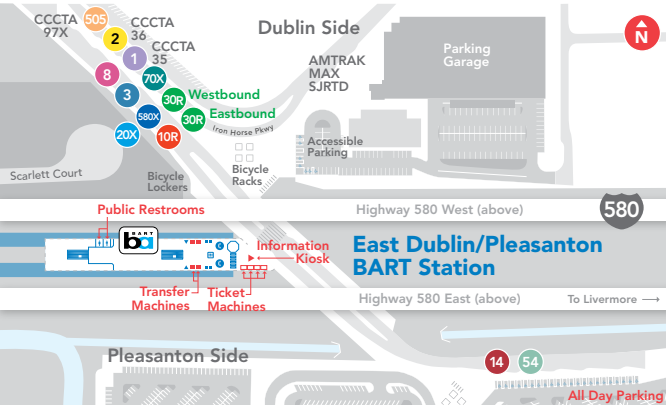 CCCTA
97X
505
CCCTA
36
2
CCCTA
35
1
8
70X
3
30R
Westbound
580X
30R
Eastbound
20X
10R
Iron Horse Pkwy
Dublin Side
AMTRAK
MAX
SJRTD
Parking
Garage
N
Accessible
Parking
Scarlett Court
Bicycle
Lockers
Bicycle
Racks
Public Restrooms
Highway 580 West (above)
580
BART
ba
Information
Kiosk
East Dublin/Pleasanton
BART Station
Transfer
Machines
Ticket
Machines
Highway 580 East (above)
To Livermore
Pleasanton Side
14
54
All Day Parking